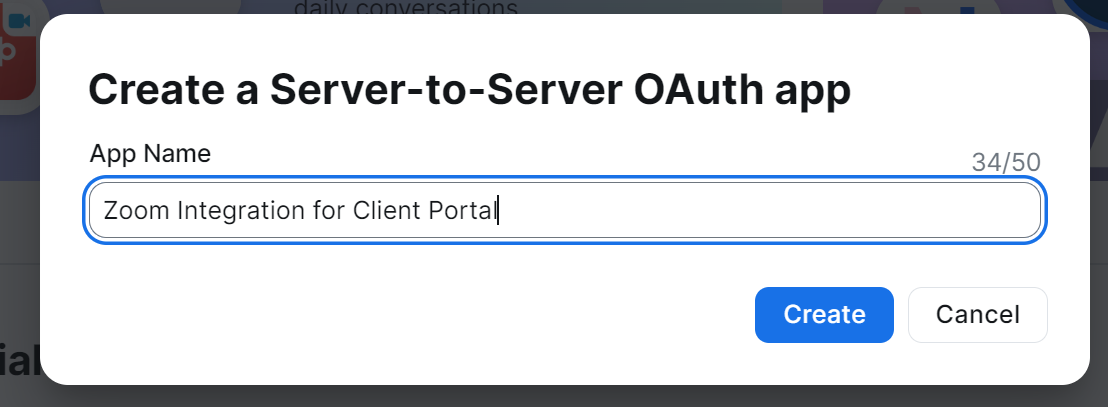 daily conversations
Create a Server-to-Server OAuth app
App Name
34/50
Zoom Integration for Client Portal
Create
Cancel